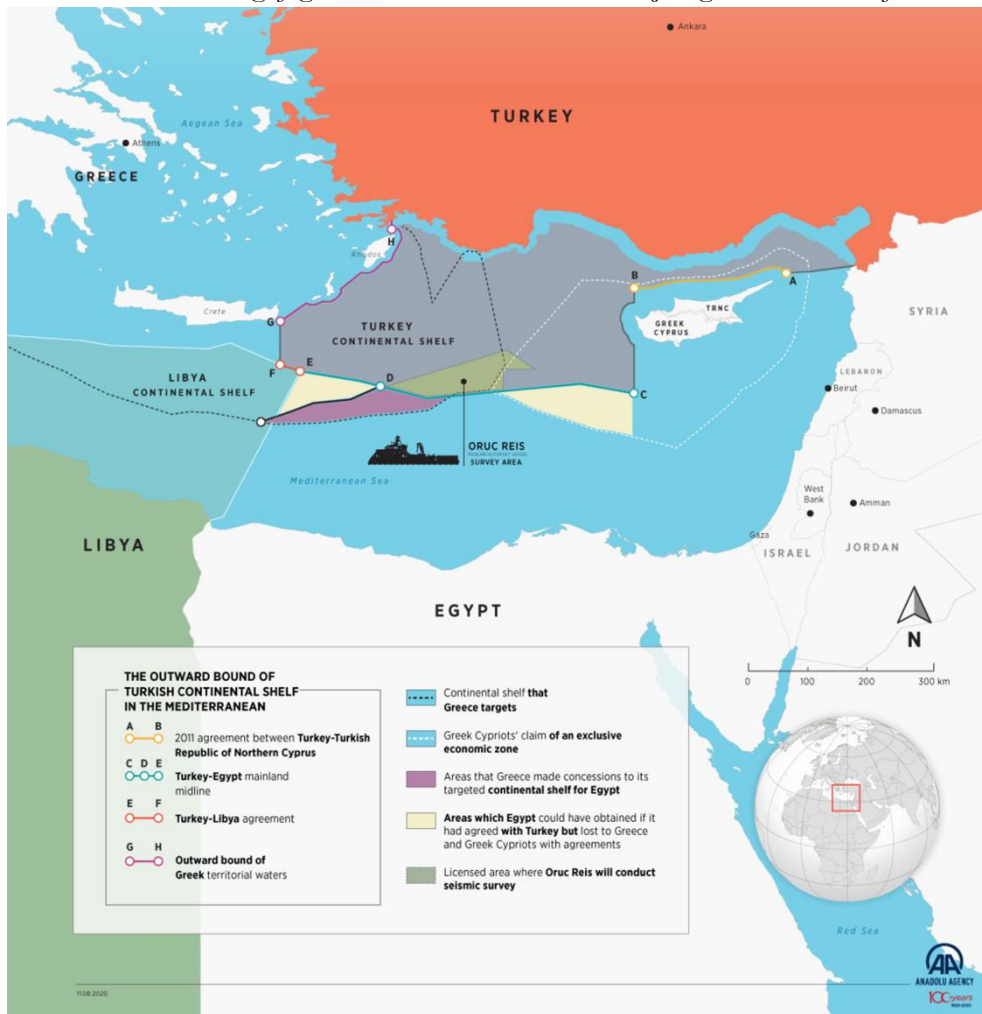 Ankara
TURKEY
Aegean Sea
Athens
GREECE
H
Rhodos
B
A
TRNC
GREEK
CYPRUS
SYRIA
Crete
G
TURKEY
CONTINENTAL SHELF
F
E
LIBYA
CONTINENTAL SHELF
D
C
LEBANON
Beirut
Damascus
ORUC REIS
SURVEY AREA
Mediterranean Sea
West
Bank
Amman
Gaza
ISRAEL
JORDAN
LIBYA
EGYPT
N
0 100 200 300 km
THE OUTWARD BOUND OF
TURKISH CONTINENTAL SHELF
IN THE MEDITERRANEAN
A B
2011 agreement between Turkey-Turkish
Republic of Northern Cyprus
C D E
Turkey-Egypt mainland
midline
E F
Turkey-Libya agreement
G H
Outward bound of
Greek territorial waters
Continental shelf that
Greece targets
Greek Cypriots' claim of an exclusive
economic zone
Areas that Greece made concessions to its
targeted continental shelf for Egypt
Areas which Egypt could have obtained if it
had agreed with Turkey but lost to Greece
and Greek Cypriots with agreements
Licensed area where Oruc Reis will conduct
seismic survey
Red Sea
AA
ANADOLU AGENCY
100 years
11.08.2020